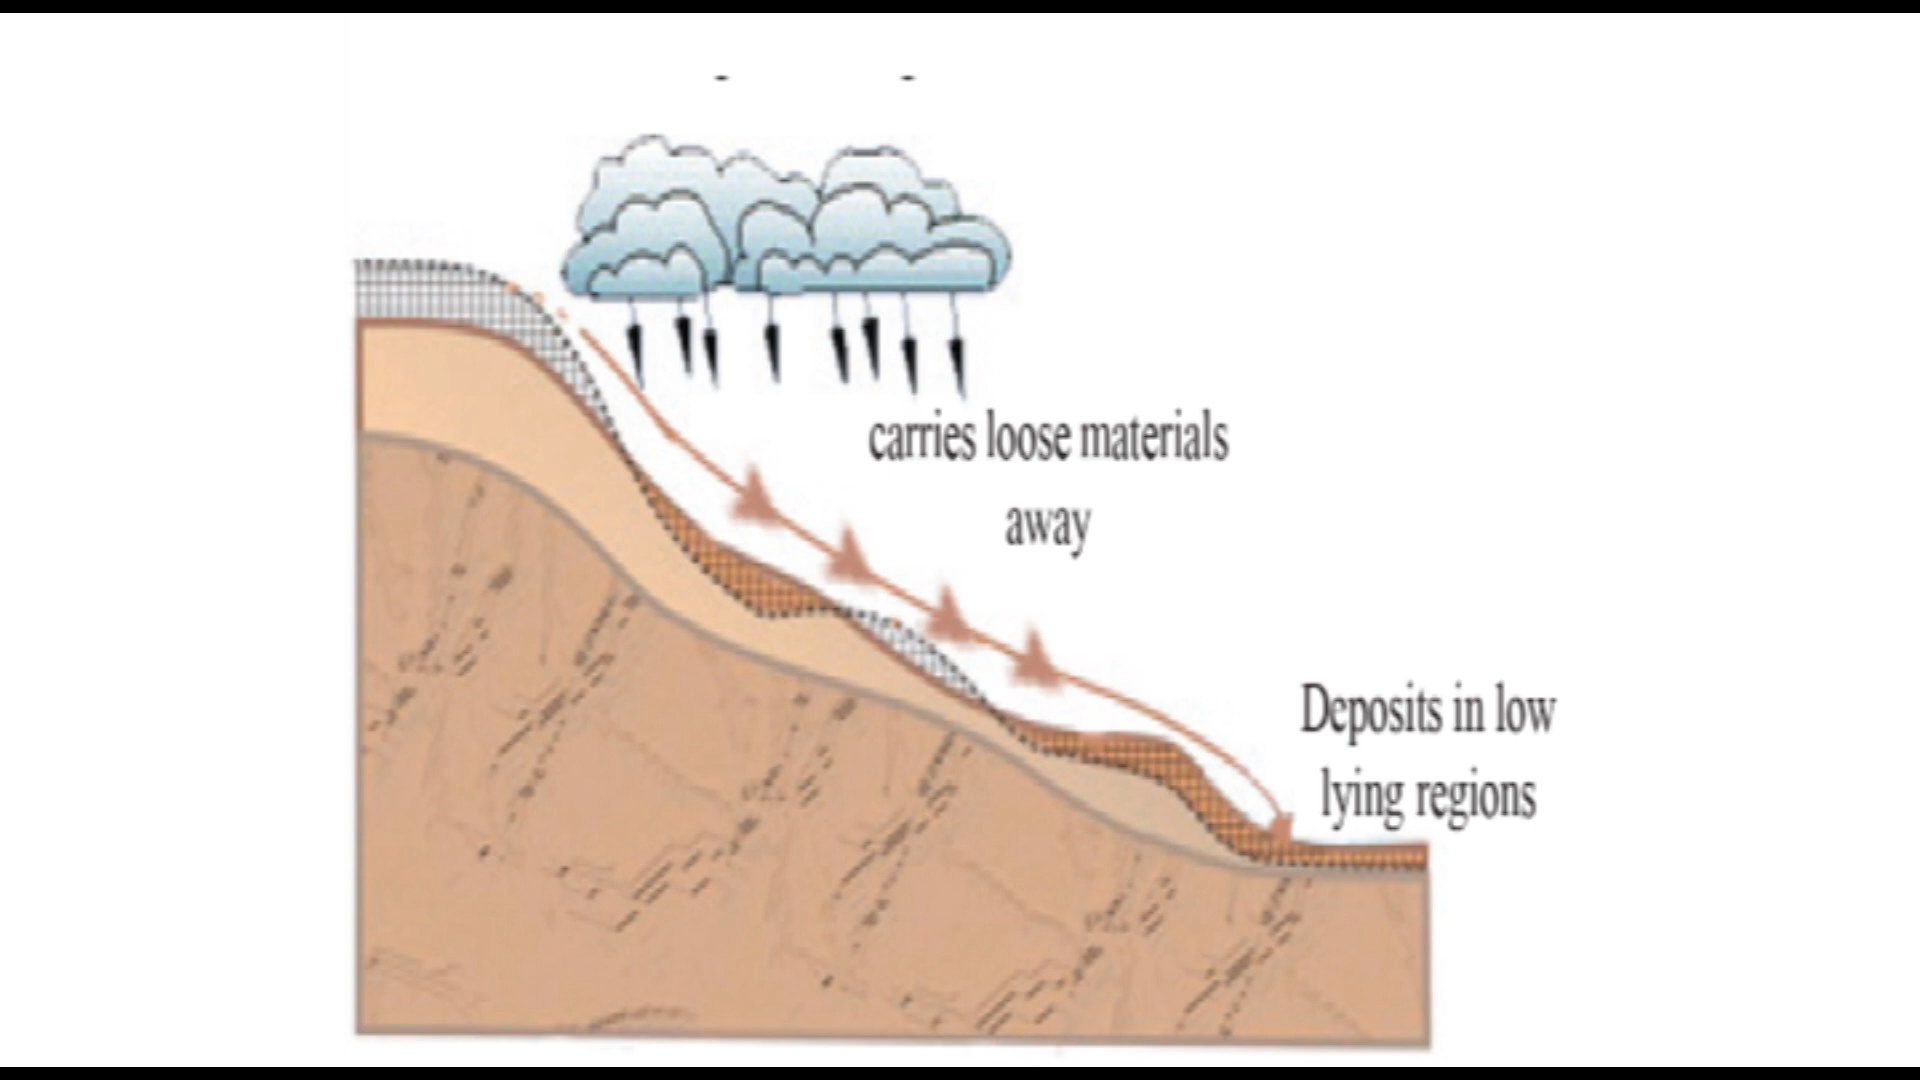 carries loose materials
away
Deposits in low
lying regions